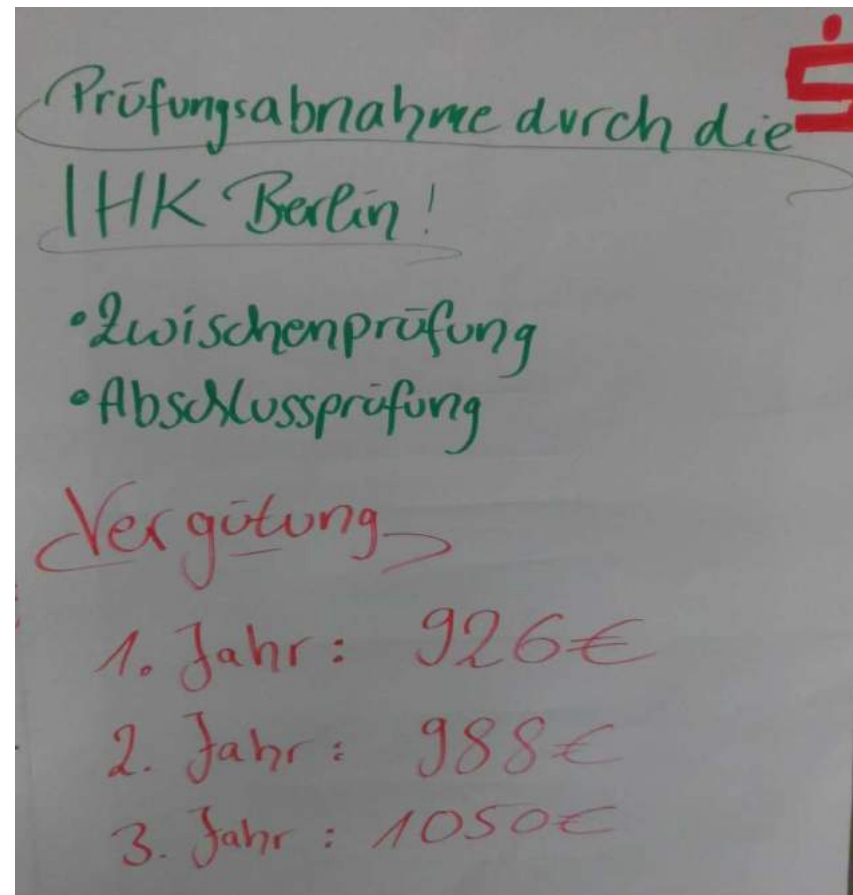 Prüfungsabnahme durch die
IHK Berlin!
• Zwischenprüfung
• Abschlussprüfung
Vergütung
1. Jahr: 926€
2. Jahr: 988€
3. Jahr: 1050€